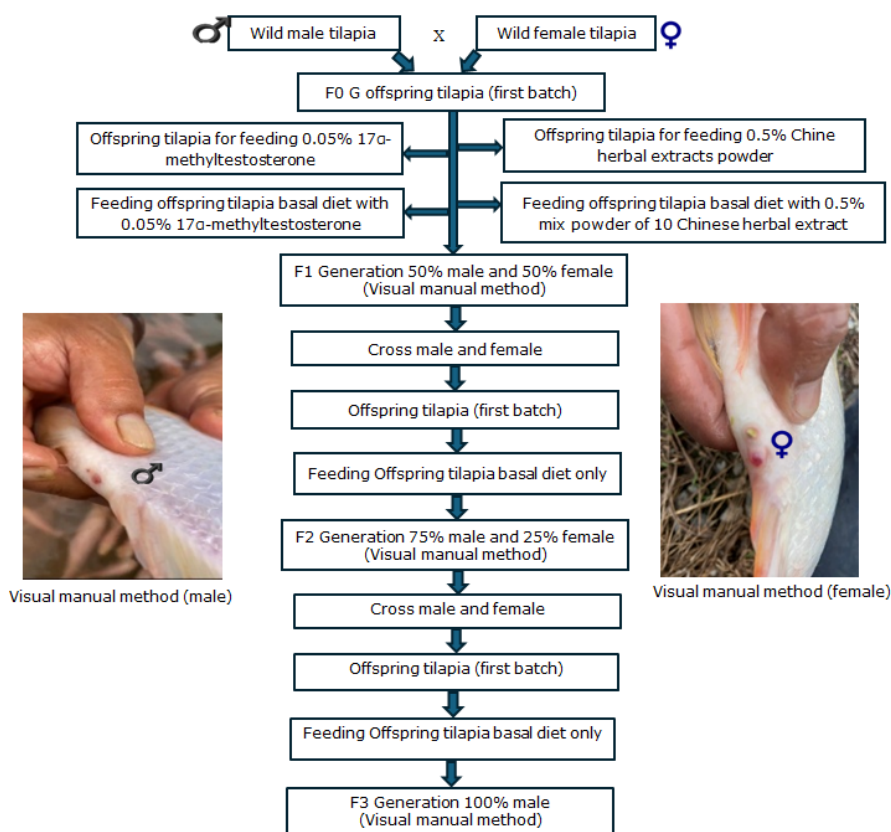 ♂ Wild male tilapia x Wild female tilapia ♀
F0 G offspring tilapia (first batch)
Offspring tilapia for feeding 0.05% 17α-
methyltestosterone
Offspring tilapia for feeding 0.5% Chine
herbal extracts powder
Feeding offspring tilapia basal diet with
0.05% 17α-methyltestosterone
Feeding offspring tilapia basal diet with 0.5%
mix powder of 10 Chinese herbal extract
F1 Generation 50% male and 50% female
(Visual manual method)
Cross male and female
Offspring tilapia (first batch)
Feeding Offspring tilapia basal diet only
F2 Generation 75% male and 25% female
(Visual manual method)
♂
Visual manual method (male)
♀
Visual manual method (female)
Cross male and female
Offspring tilapia (first batch)
Feeding Offspring tilapia basal diet only
F3 Generation 100% male
(Visual manual method)